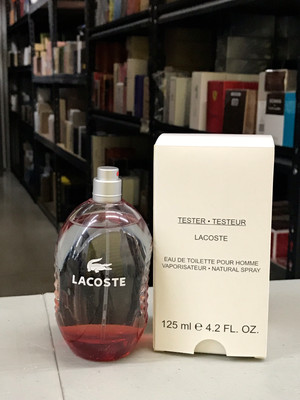 LACOSTE
TESTER • TESTEUR
LACOSTE
EAU DE TOILETTE POUR HOMME
VAPORISATEUR • NATURAL SPRAY
125 ml ℮ 4.2 FL. OZ.